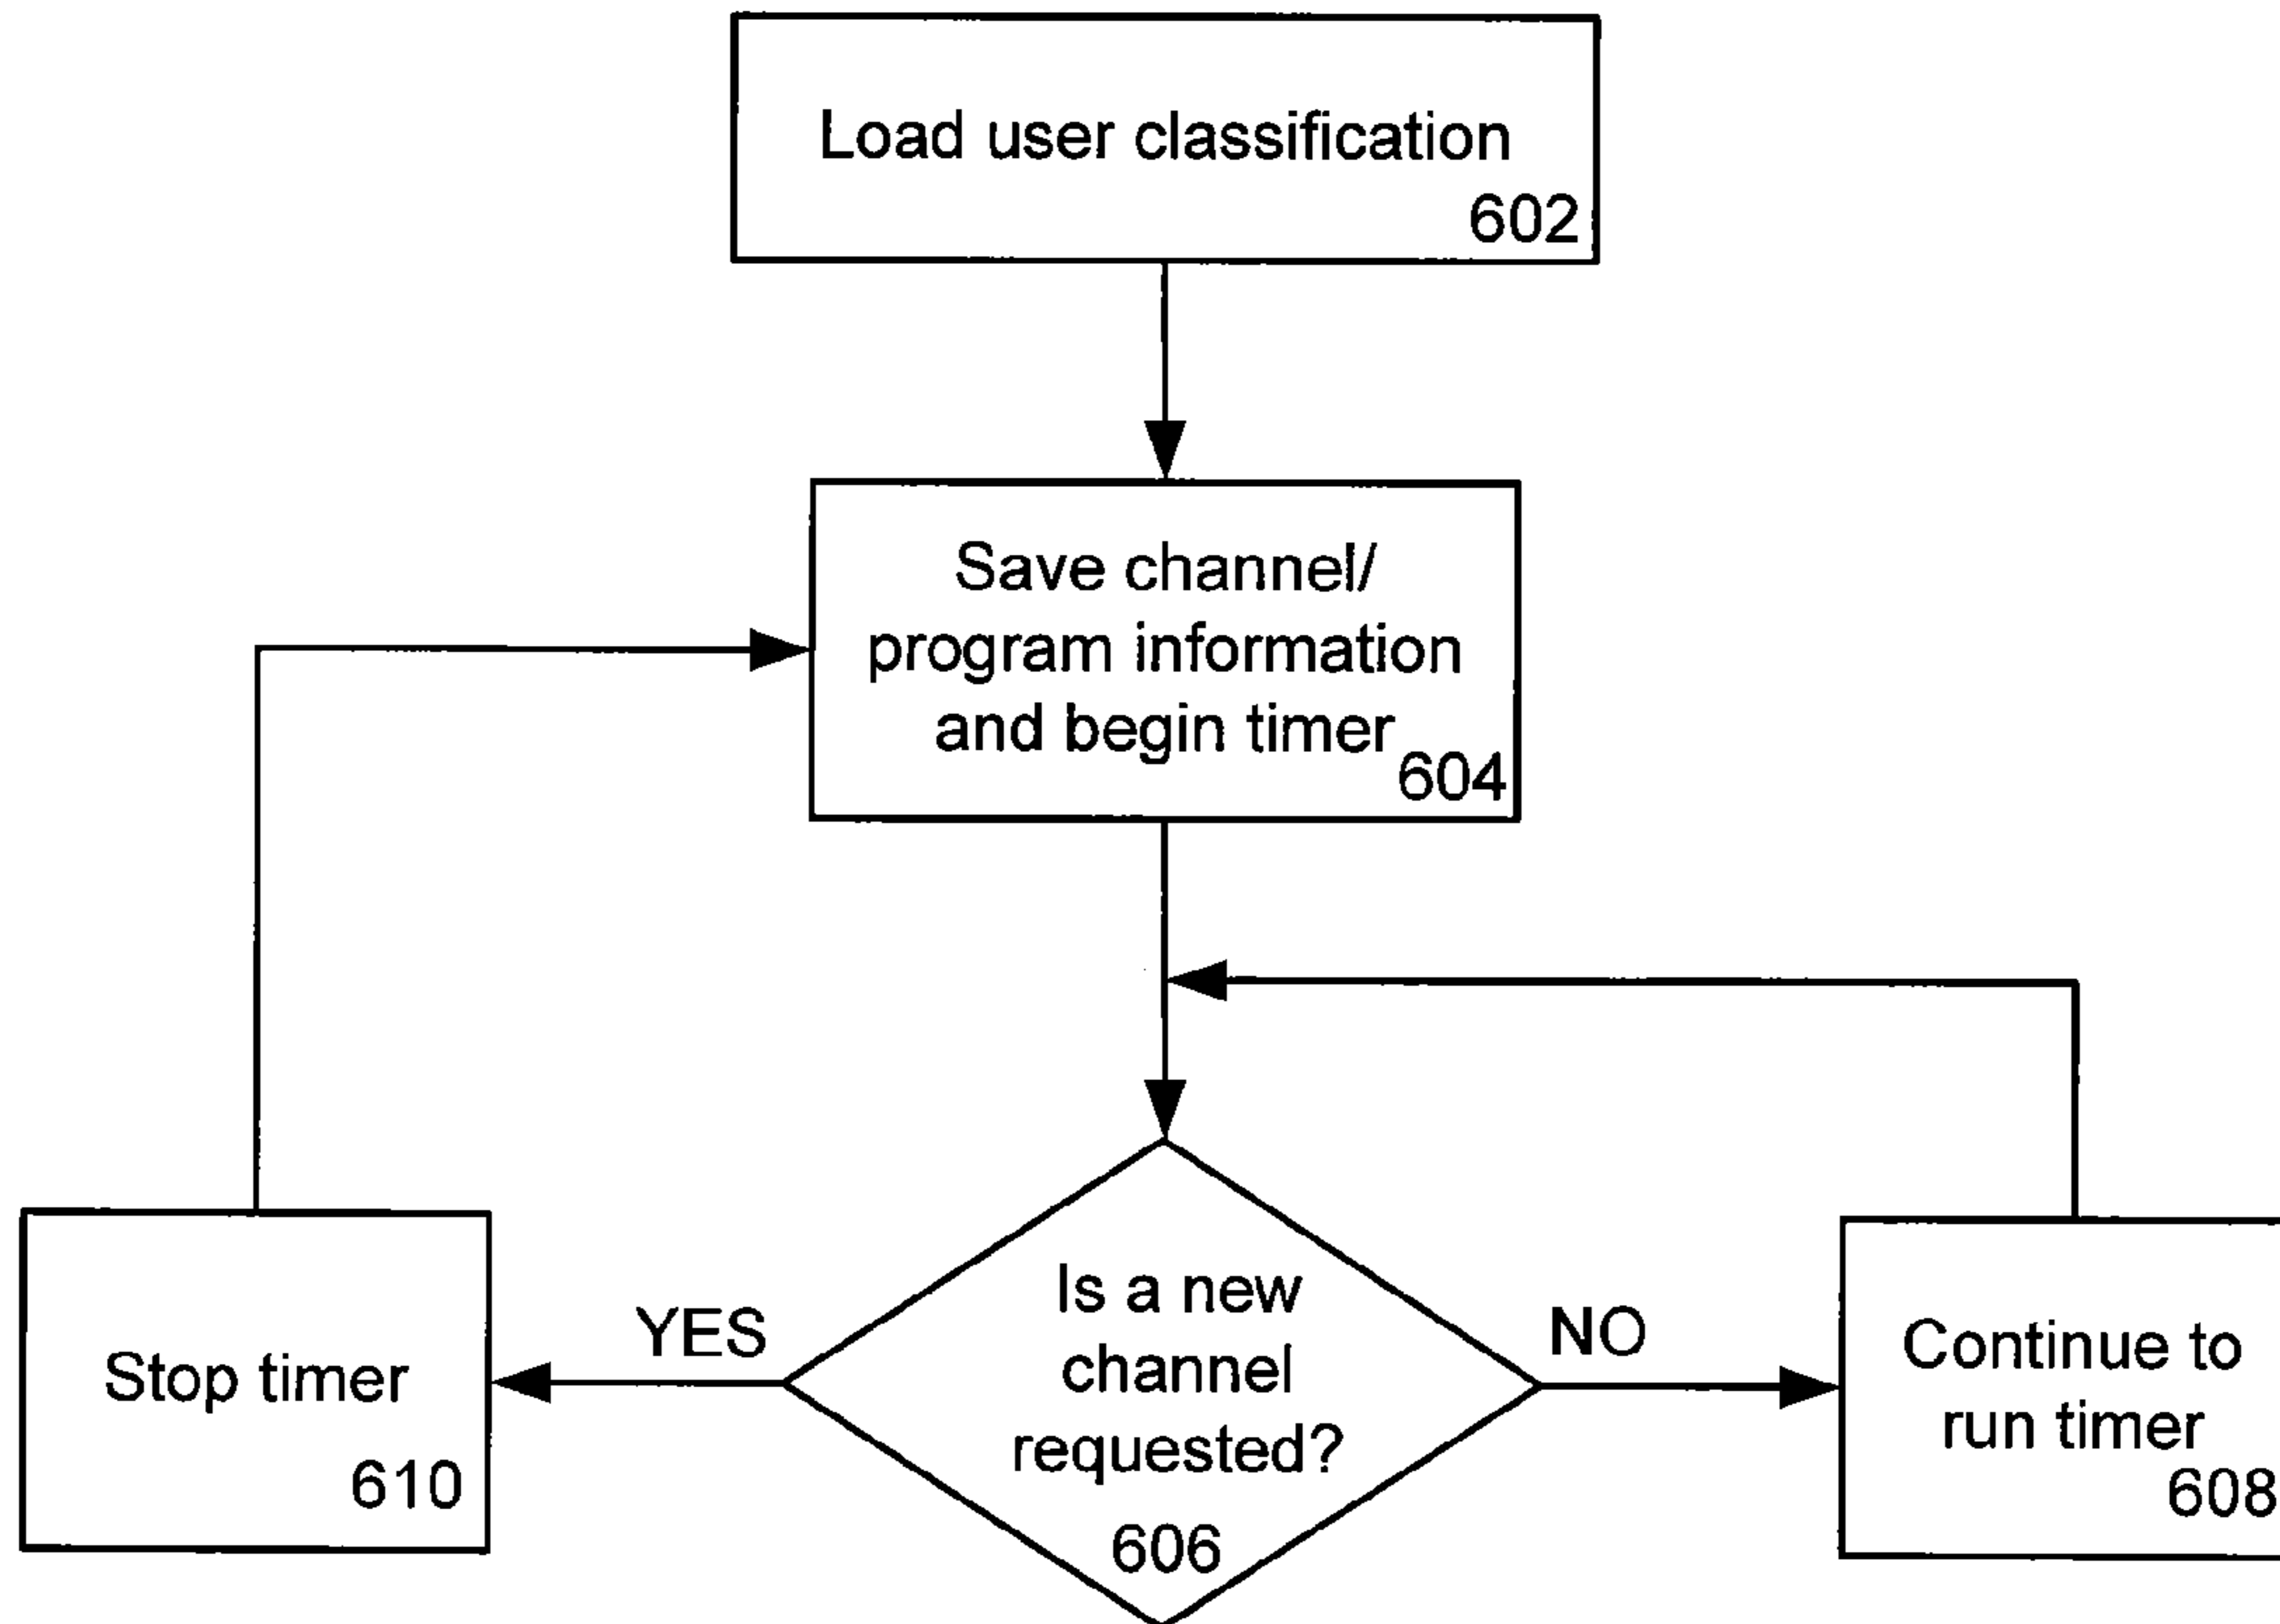 Load user classification
602
Save channel/
program information
and begin timer
604
Is a new
channel
requested?
606
YES
NO
Stop timer
610
Continue to
run timer
608